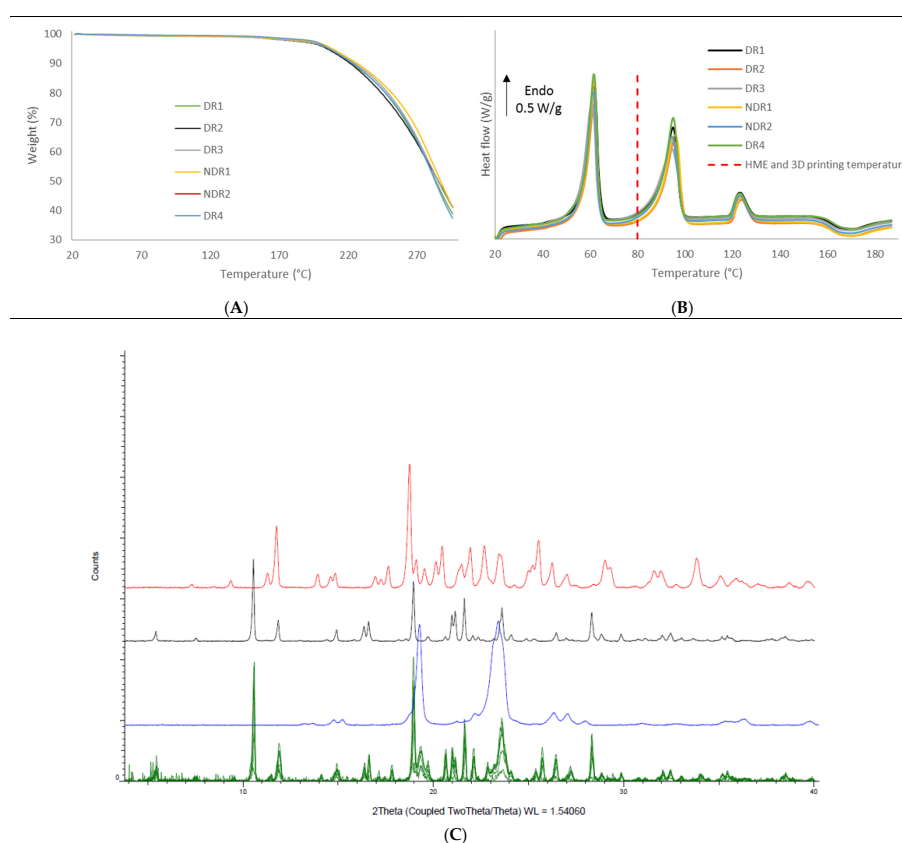 100
90
80
70
60
50
40
30
Weight (%)
DR1
DR2
DR3
NDR1
NDR2
DR4
20
70
120
170
220
270
Temperature (°C)
(A)
Endo
0.5 W/g
Heat flow (W/g)
DR1
DR2
DR3
NDR1
NDR2
DR4
HME and 3D printing temperature
20
40
60
80
100
120
140
160
180
Temperature (°C)
(B)
Counts
0
10
20
30
40
2Theta (Coupled TwoTheta/Theta) WL = 1.54060
(C)